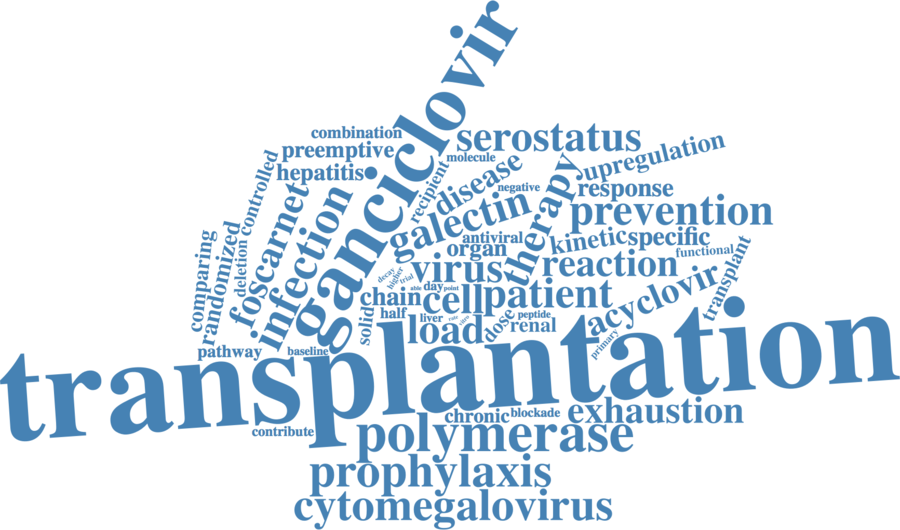 ganciclovir
combination
serostatus
preemptive
molecule
upregulation
hepatitis
disease
controlled
recipient
negative
response
therapy
foscarnet
infection
galectin
prevention
comparing
randomized
deletion
antiviral
organ
kinetic
specific
functional
virus
reaction
transplant
decay
higher
trial
able
day
point
chain
cell
patient
acyclovir
solid
half
liver
load
dose
peptide
renal
primary
pathway
baseline
transplantation
chronic
blockade
exhaustion
contribute
polymerase
prophylaxis
cytomegalovirus